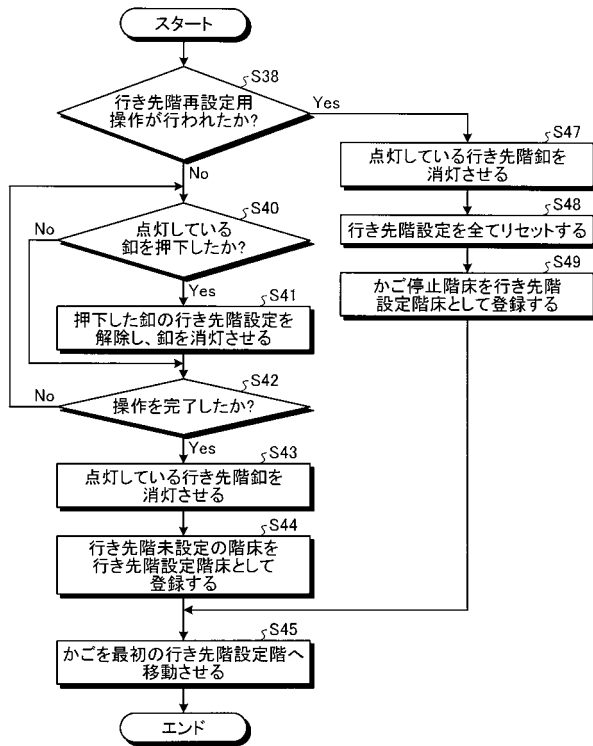 スタート
S38
行き先階再設定用
操作が行われたか?
Yes
No
S40
点灯している
釦を押下したか?
No
Yes
S41
押下した釦の行き先階設定を
解除し、釦を消灯させる
S42
操作を完了したか?
No
Yes
S43
点灯している行き先階釦を
消灯させる
S44
行き先階未設定の階床を
行き先階設定階床として
登録する
S47
点灯している行き先階釦を
消灯させる
S48
行き先階設定を全てリセットする
S49
かご停止階床を行き先階
設定階床として登録する
S45
かごを最初の行き先階設定階へ
移動させる
エンド